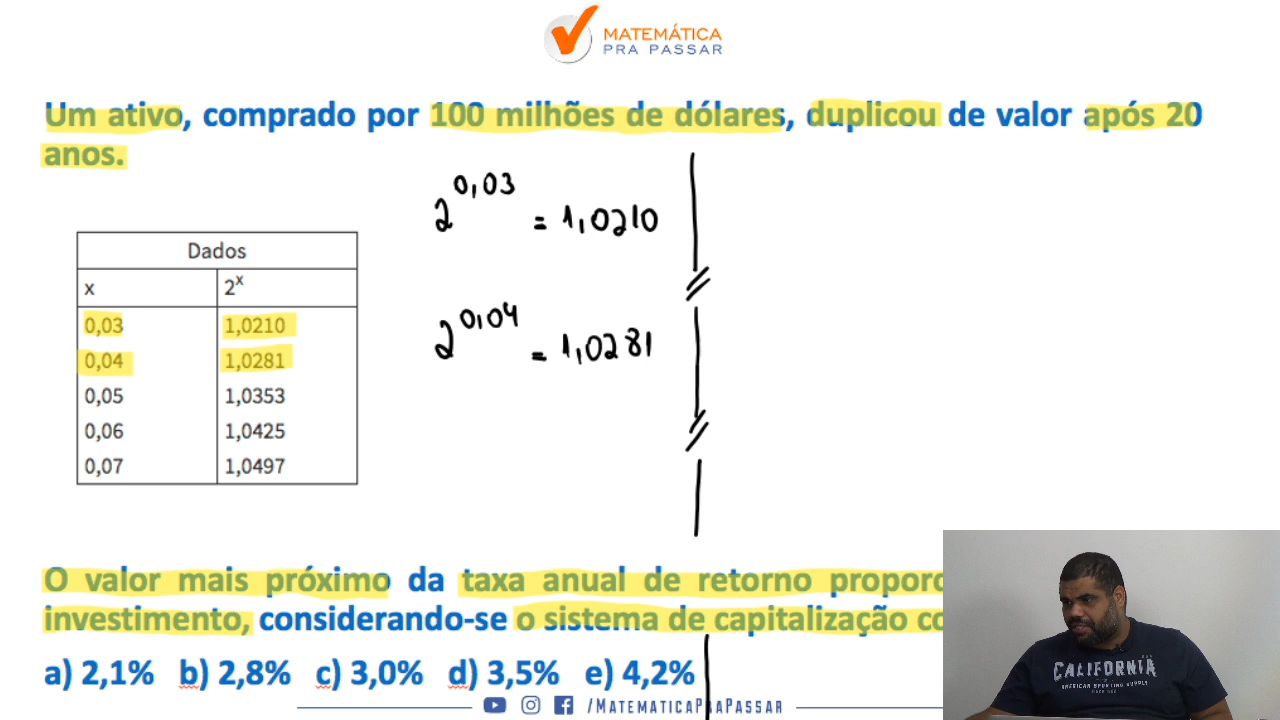 MATEMÁTICA
PRA PASSAR
Um ativo, comprado por 100 milhões de dólares, duplicou de valor após 20
anos.
Dados
x 2^x
0,03 1,0210
0,04 1,0281
0,05 1,0353
0,06 1,0425
0,07 1,0497
2^0,03 = 1,0210
2^0,04 = 1,0281
O valor mais próximo da taxa anual de retorno
investimento, considerando-se o sistema de capitalização
a) 2,1% b) 2,8% c) 3,0% d) 3,5% e) 4,2%
/MATEMATICAPRAPASSAR
CALIFORNIA
AMERICAN SPORTING SUPPLY